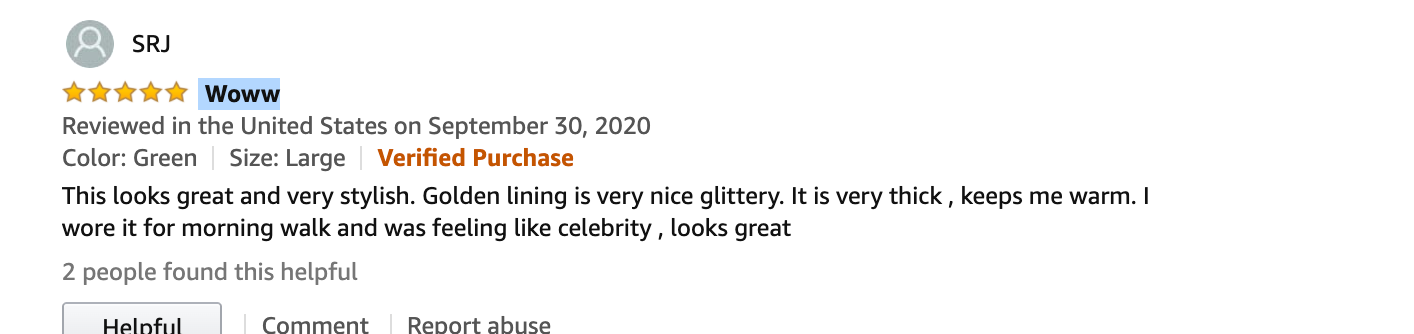 SRJ
Woww
Reviewed in the United States on September 30, 2020
Color: Green | Size: Large | Verified Purchase
This looks great and very stylish. Golden lining is very nice glittery. It is very thick , keeps me warm. I
wore it for morning walk and was feeling like celebrity , looks great
2 people found this helpful
Helpful | Comment | Report abuse